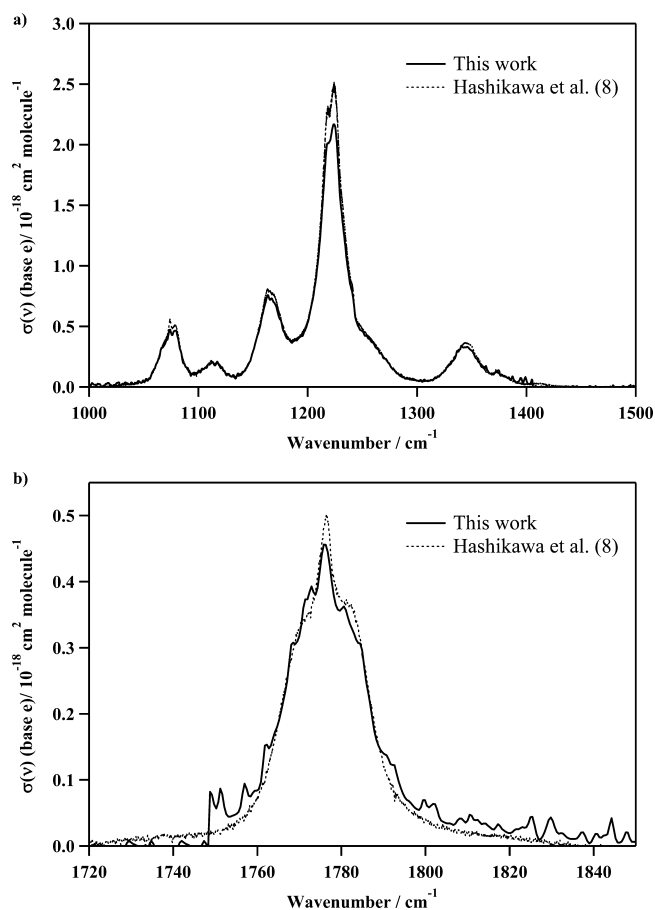 a)
3.0
2.5
2.0
1.5
1.0
0.5
0.0
σ(ν) (base e)/ 10⁻¹⁸ cm² molecule⁻¹
This work
Hashikawa et al. (8)
1000 1100 1200 1300 1400 1500
Wavenumber / cm⁻¹
b)
0.5
0.4
0.3
0.2
0.1
0.0
σ(ν) (base e)/ 10⁻¹⁸ cm² molecule⁻¹
This work
Hashikawa et al. (8)
1720 1740 1760 1780 1800 1820 1840
Wavenumber / cm⁻¹